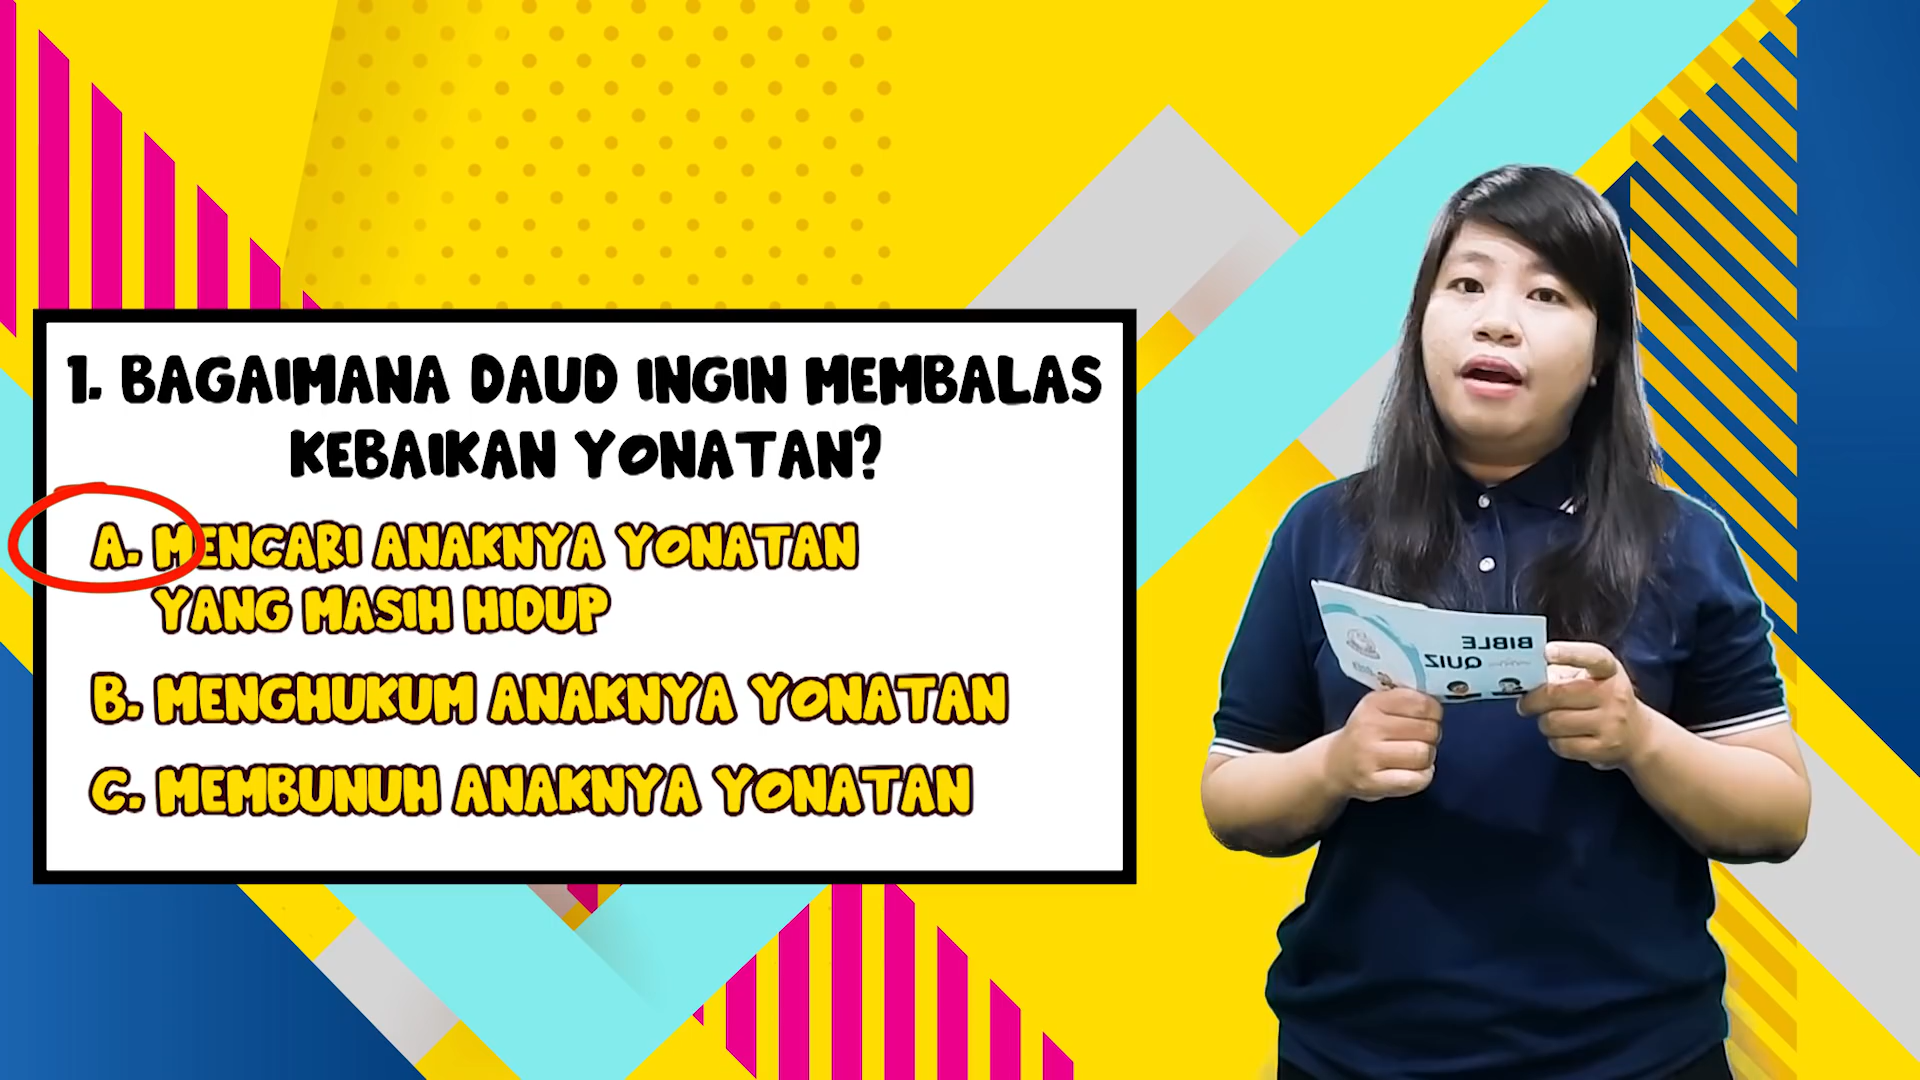 1. BAGAIMANA DAUD INGIN MEMBALAS
KEBAIKAN YONATAN?
A. MENCARI ANAKNYA YONATAN
YANG MASIH HIDUP
B. MENGHUKUM ANAKNYA YONATAN
C. MEMBUNUH ANAKNYA YONATAN
BIBLE
QUIZ